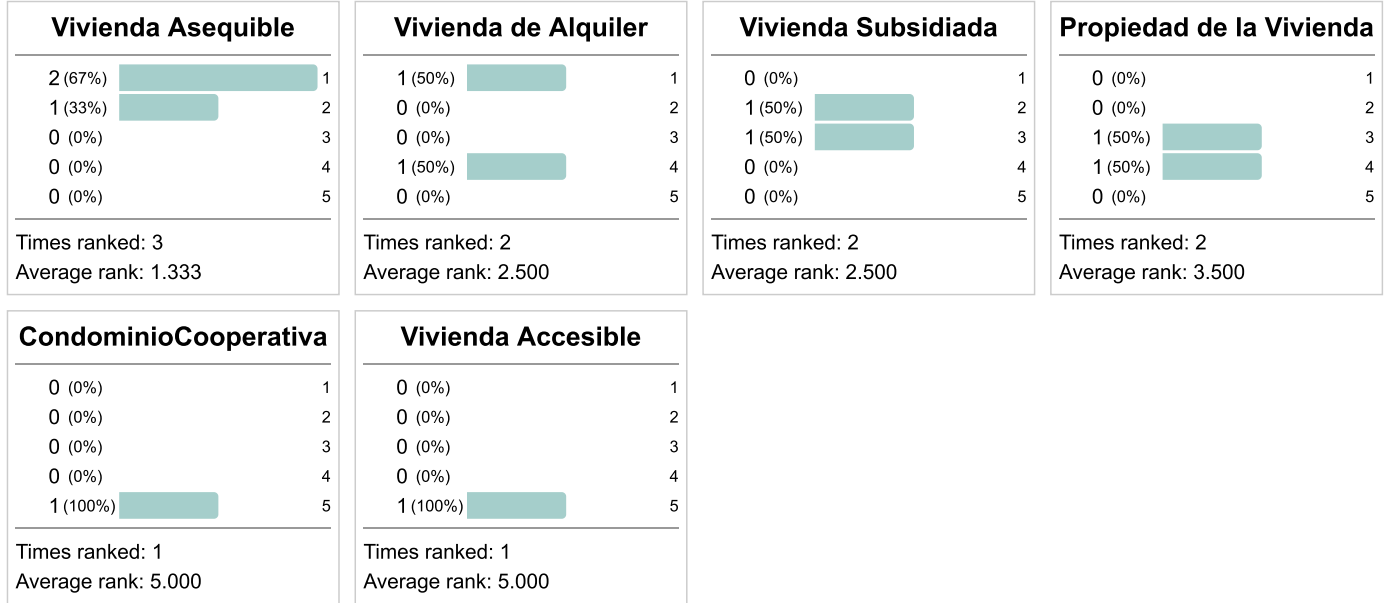 Vivienda Asequible
2 (67%) 1
1 (33%) 2
0 (0%) 3
0 (0%) 4
0 (0%) 5
Times ranked: 3
Average rank: 1.333
Vivienda de Alquiler
1 (50%) 1
0 (0%) 2
0 (0%) 3
1 (50%) 4
0 (0%) 5
Times ranked: 2
Average rank: 2.500
Vivienda Subsidiada
0 (0%) 1
1 (50%) 2
1 (50%) 3
0 (0%) 4
0 (0%) 5
Times ranked: 2
Average rank: 2.500
Propiedad de la Vivienda
0 (0%) 1
0 (0%) 2
1 (50%) 3
1 (50%) 4
0 (0%) 5
Times ranked: 2
Average rank: 3.500
CondominioCooperativa
0 (0%) 1
0 (0%) 2
0 (0%) 3
0 (0%) 4
1 (100%) 5
Times ranked: 1
Average rank: 5.000
Vivienda Accesible
0 (0%) 1
0 (0%) 2
0 (0%) 3
0 (0%) 4
1 (100%) 5
Times ranked: 1
Average rank: 5.000